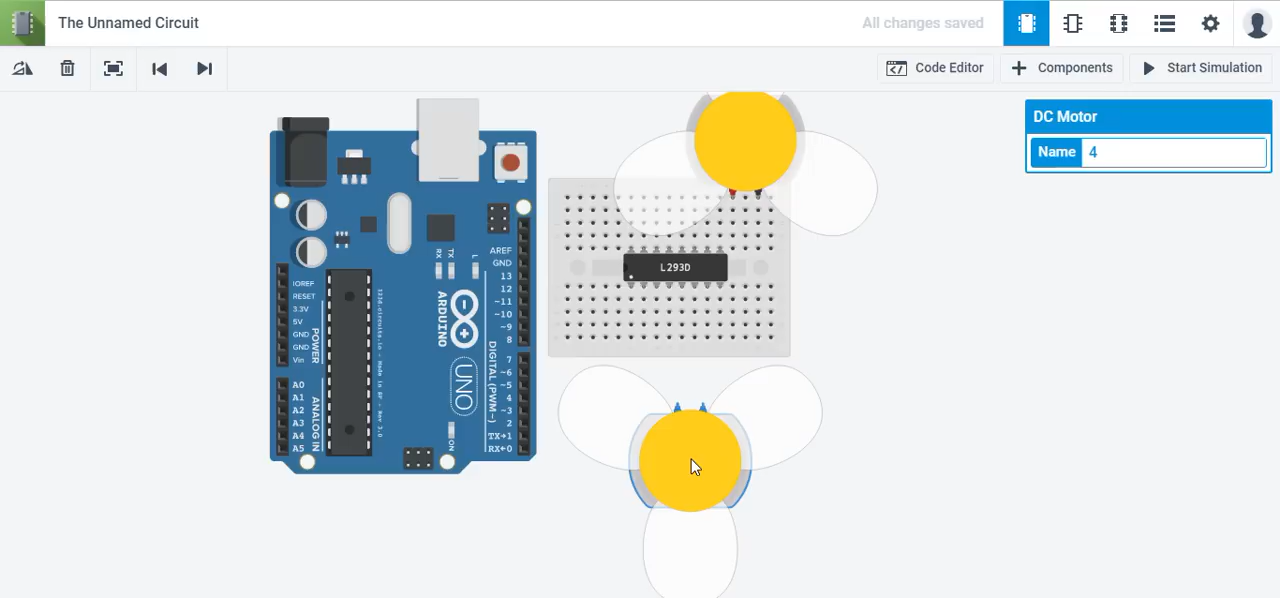 The Unnamed Circuit
All changes saved
Code Editor
Components
Start Simulation
DC Motor
Name 4
AREF
GND
13
12
~11
~10
~9
8
7
~6
~5
4
~3
2
TX→1
RX←0
DIGITAL (PWM~)
IOREF
RESET
3.3V
5V
GND
GND
Vin
POWER
A0
A1
A2
A3
A4
A5
ANALOG IN
RX
TX
L
ARDUINO
UNO
ON
L293D